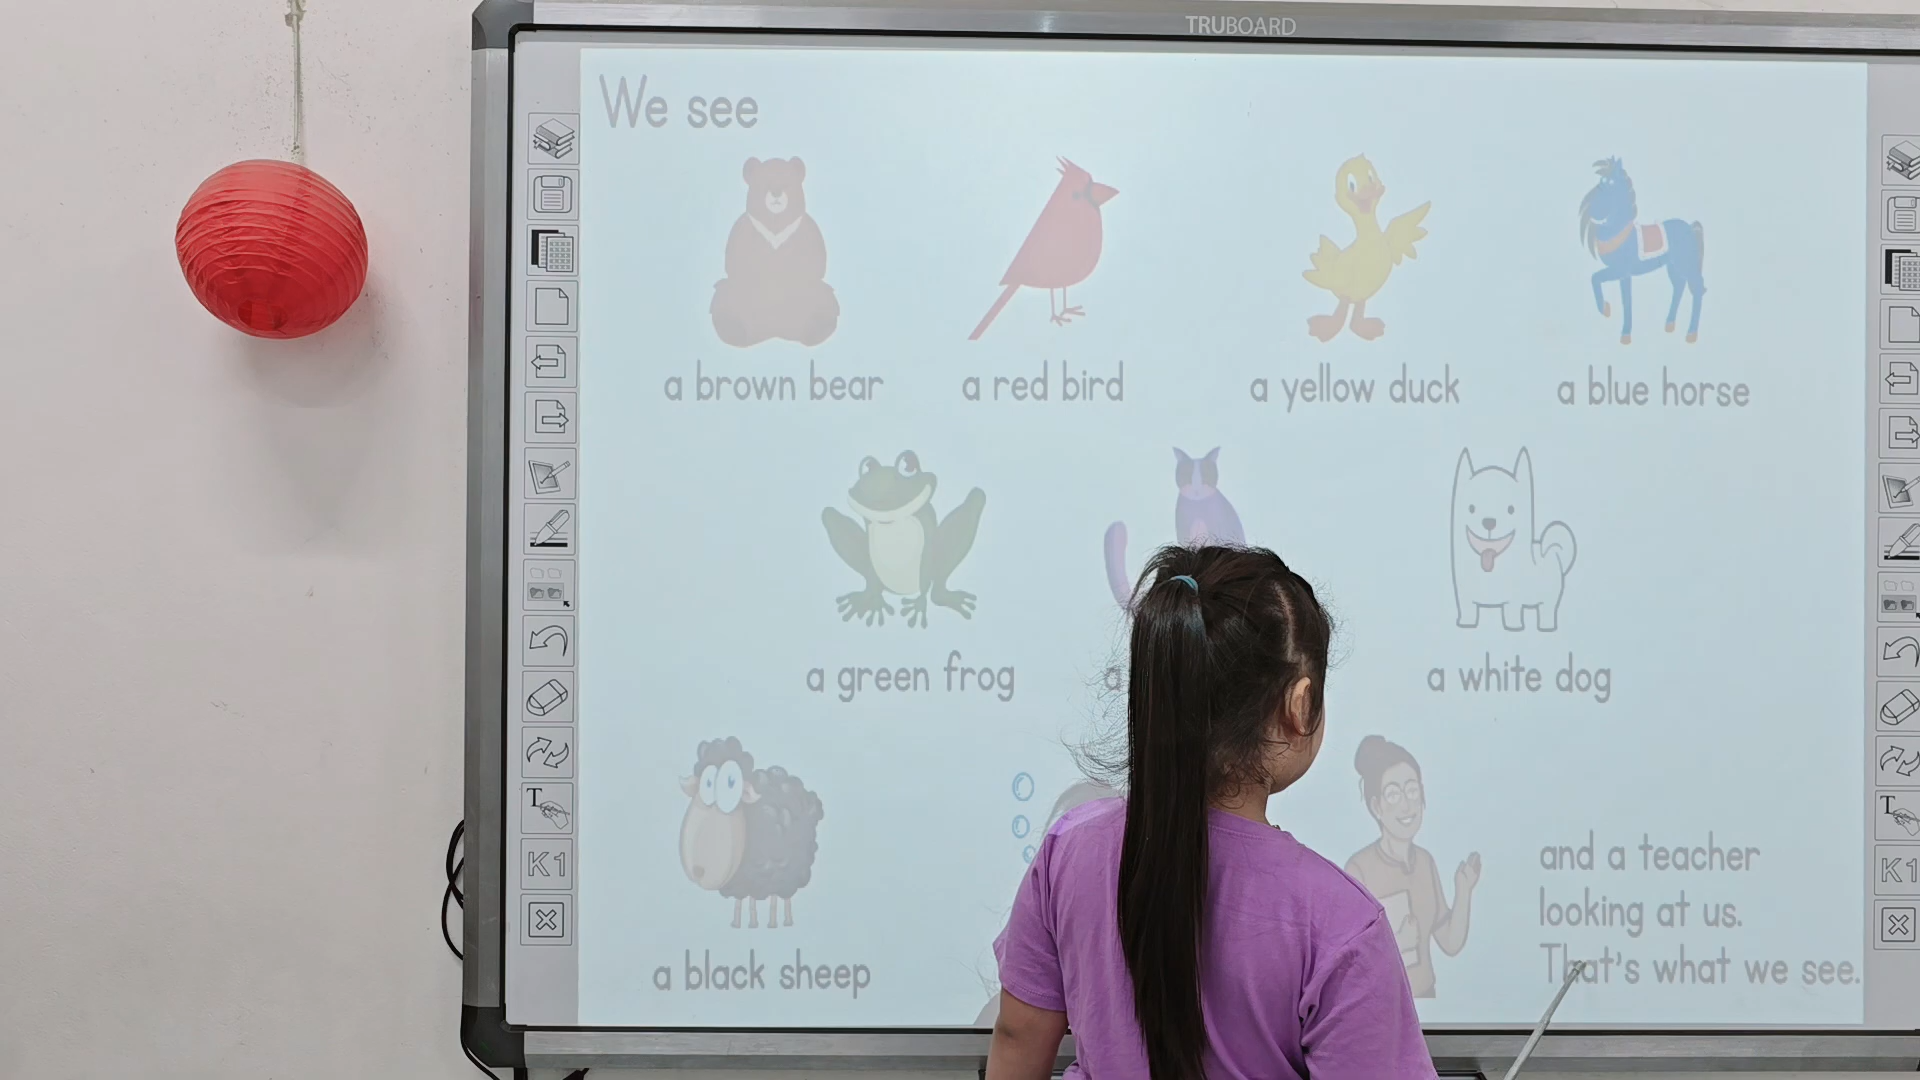 TRUBOARD
We see
a brown bear
a red bird
a yellow duck
a blue horse
a green frog
a
a white dog
a black sheep
and a teacher
looking at us.
That's what we see.
T
K1
T
K1